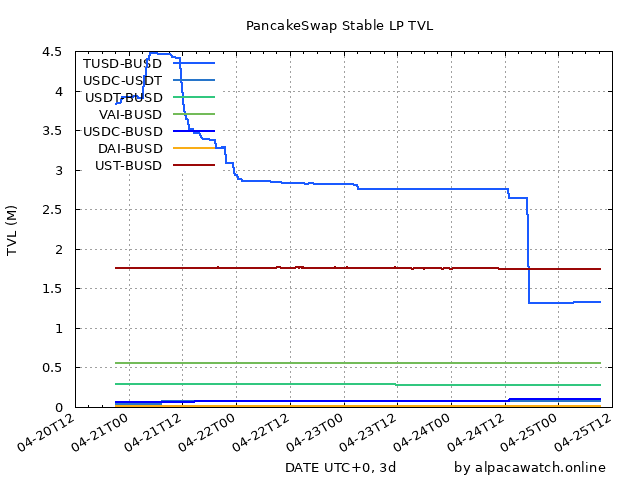 PancakeSwap Stable LP TVL
4.5
4
3.5
3
2.5
2
1.5
1
0.5
0
TVL (M)
TUSD-BUSD
USDC-USDT
USDT-BUSD
VAI-BUSD
USDC-BUSD
DAI-BUSD
UST-BUSD
04-20T12
04-21T00
04-21T12
04-22T00
04-22T12
04-23T00
04-23T12
04-24T00
04-24T12
04-25T00
04-25T12
DATE UTC+0, 3d
by alpacawatch.online